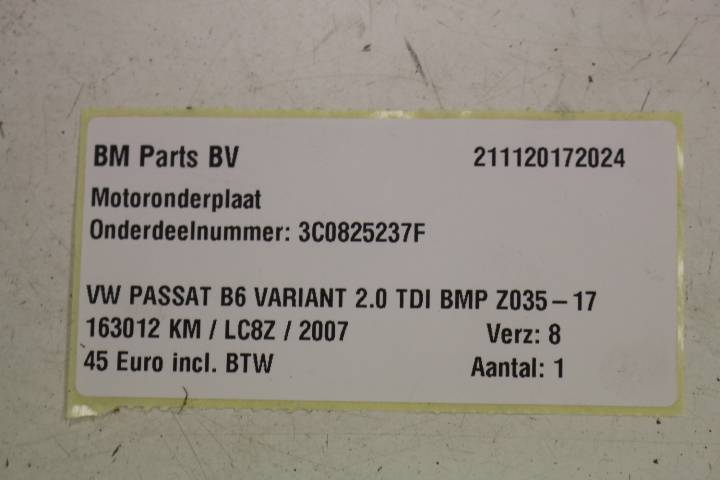 BM Parts BV 211120172024
Motoronderplaat
Onderdeelnummer: 3C0825237F
VW PASSAT B6 VARIANT 2.0 TDI BMP Z035-17
163012 KM / LC8Z / 2007 Verz: 8
45 Euro incl. BTW Aantal: 1